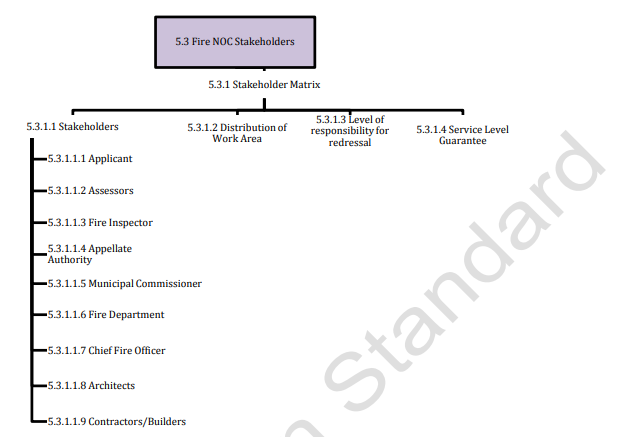 5.3 Fire NOC Stakeholders
5.3.1 Stakeholder Matrix
5.3.1.1 Stakeholders
5.3.1.2 Distribution of
Work Area
5.3.1.3 Level of
responsibility for
redressal
5.3.1.4 Service Level
Guarantee
5.3.1.1.1 Applicant
5.3.1.1.2 Assessors
5.3.1.1.3 Fire Inspector
5.3.1.1.4 Appellate
Authority
5.3.1.1.5 Municipal Commissioner
5.3.1.1.6 Fire Department
5.3.1.1.7 Chief Fire Officer
5.3.1.1.8 Architects
5.3.1.1.9 Contractors/Builders
Standard